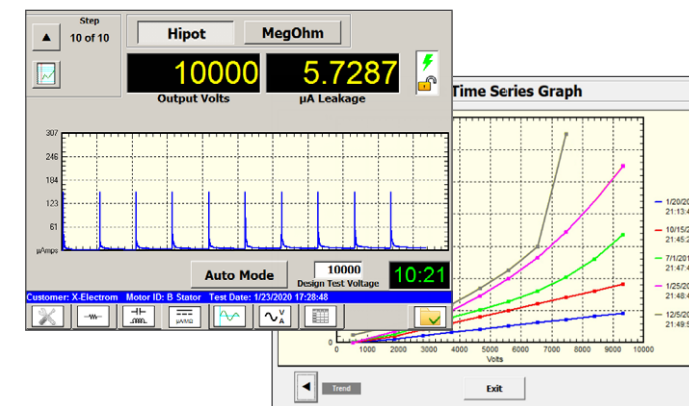 Step
10 of 10
Hipot
MegOhm
10000
5.7287
Output Volts
µA Leakage
307
246
184
123
61
µAmps
Auto Mode
10000
Design Test Voltage
10:21
Customer: X-Electrom Motor ID: B Stator Test Date: 1/23/2020 17:28:48
µAMΩ
V
A
Time Series Graph
1/20/20
21:13:4
10/15/2
21:45:
7/1/201
21:47:4
1/25/20
21:48:
12/5/20
21:49:5
0
0 1000 2000 3000 4000 5000 6000 7000 8000 9000 10000
Volts
Trend
Exit